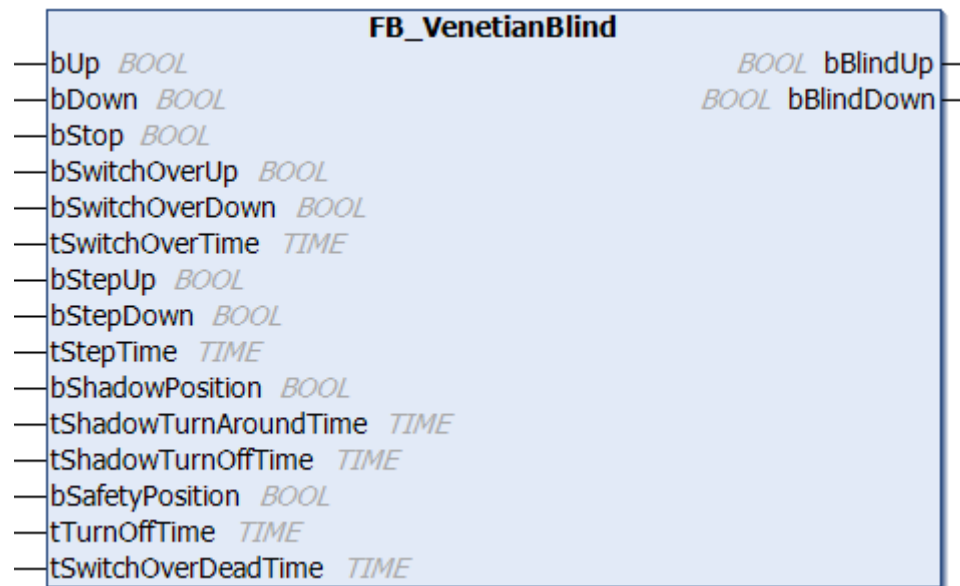 FB_VenetianBlind
bUp BOOL BOOL bBlindUp
bDown BOOL BOOL bBlindDown
bStop BOOL
bSwitchOverUp BOOL
bSwitchOverDown BOOL
tSwitchOverTime TIME
bStepUp BOOL
bStepDown BOOL
tStepTime TIME
bShadowPosition BOOL
tShadowTurnAroundTime TIME
tShadowTurnOffTime TIME
bSafetyPosition BOOL
tTurnOffTime TIME
tSwitchOverDeadTime TIME